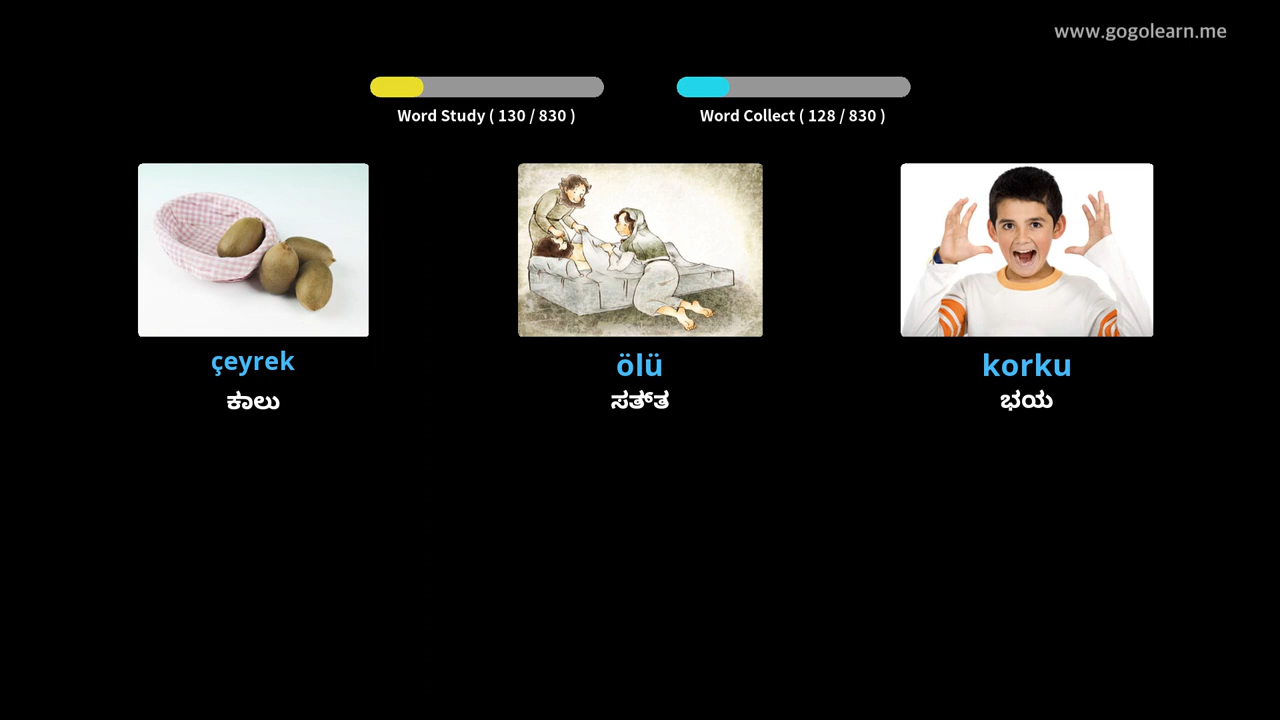 www.gogolearn.me
Word Study ( 130 / 830 )
Word Collect ( 128 / 830 )
çeyrek
ölü
korku
ಕಾಲು
ಸತ್ತ
ಭಯ